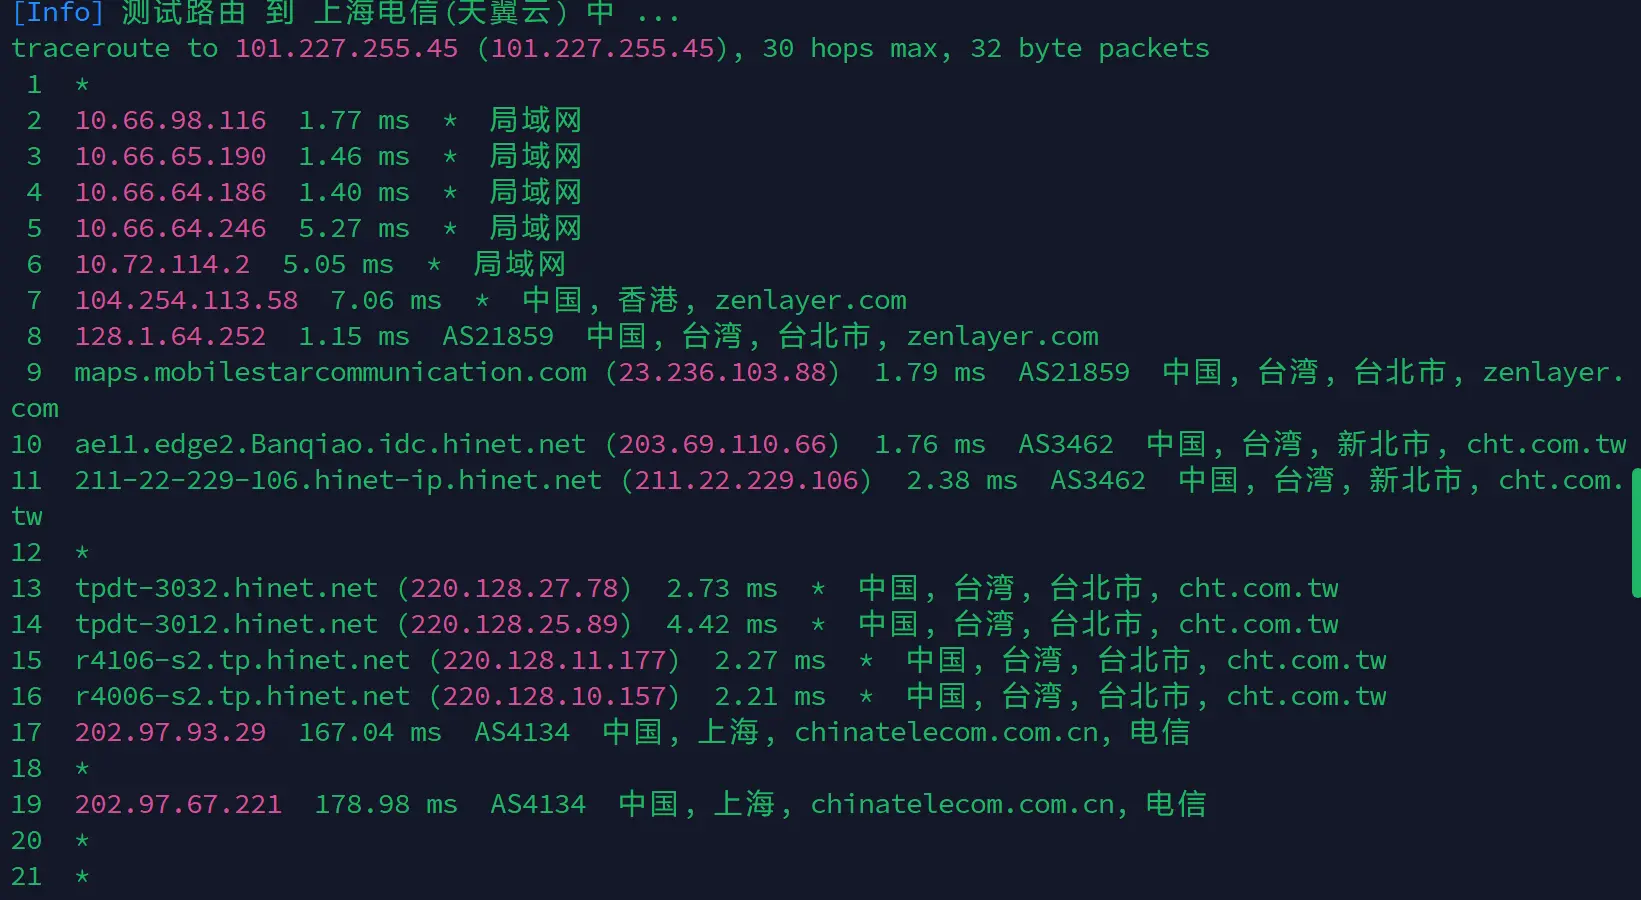 [Info] 测试路由 到 上海电信(天翼云) 中 ...
traceroute to 101.227.255.45 (101.227.255.45), 30 hops max, 32 byte packets
1 *
2 10.66.98.116 1.77 ms * 局域网
3 10.66.65.190 1.46 ms * 局域网
4 10.66.64.186 1.40 ms * 局域网
5 10.66.64.246 5.27 ms * 局域网
6 10.72.114.2 5.05 ms * 局域网
7 104.254.113.58 7.06 ms * 中国, 香港, zenlayer.com
8 128.1.64.252 1.15 ms AS21859 中国, 台湾, 台北市, zenlayer.com
9 maps.mobilestarcommunication.com (23.236.103.88) 1.79 ms AS21859 中国, 台湾, 台北市, zenlayer.
com
10 ae11.edge2.Banqiao.idc.hinet.net (203.69.110.66) 1.76 ms AS3462 中国, 台湾, 新北市, cht.com.tw
11 211-22-229-106.hinet-ip.hinet.net (211.22.229.106) 2.38 ms AS3462 中国, 台湾, 新北市, cht.com.
tw
12 *
13 tpdt-3032.hinet.net (220.128.27.78) 2.73 ms * 中国, 台湾, 台北市, cht.com.tw
14 tpdt-3012.hinet.net (220.128.25.89) 4.42 ms * 中国, 台湾, 台北市, cht.com.tw
15 r4106-s2.tp.hinet.net (220.128.11.177) 2.27 ms * 中国, 台湾, 台北市, cht.com.tw
16 r4006-s2.tp.hinet.net (220.128.10.157) 2.21 ms * 中国, 台湾, 台北市, cht.com.tw
17 202.97.93.29 167.04 ms AS4134 中国, 上海, chinatelecom.com.cn, 电信
18 *
19 202.97.67.221 178.98 ms AS4134 中国, 上海, chinatelecom.com.cn, 电信
20 *
21 *